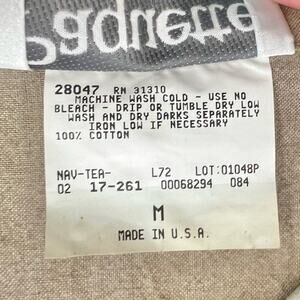 Paquette
28047 RN 31310
MACHINE WASH COLD - USE NO
BLEACH - DRIP OR TUMBLE DRY LOW
WASH AND DRY DARKS SEPARATELY
IRON LOW IF NECESSARY
100% COTTON
NAV-TEA- L72 LOT:01048P
02 17-261 00068294 084
M
MADE IN U.S.A.